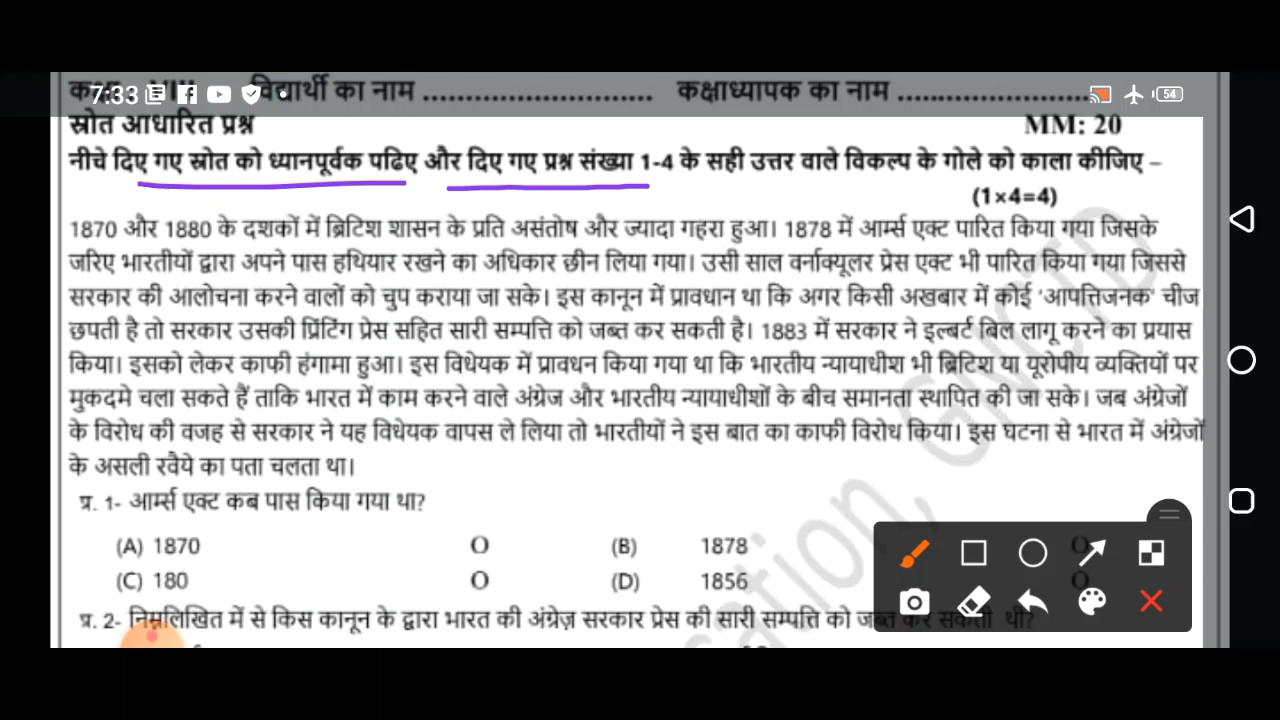 7:33
54
विद्यार्थी का नाम ........................... कक्षाध्यापक का नाम ...........................
स्रोत आधारित प्रश्न MM: 20
नीचे दिए गए स्रोत को ध्यानपूर्वक पढिए और दिए गए प्रश्न संख्या 1-4 के सही उत्तर वाले विकल्प के गोले को काला कीजिए –
(1×4=4)
1870 और 1880 के दशकों में ब्रिटिश शासन के प्रति असंतोष और ज्यादा गहरा हुआ। 1878 में आर्म्स एक्ट पारित किया गया जिसके
जरिए भारतीयों द्वारा अपने पास हथियार रखने का अधिकार छीन लिया गया। उसी साल वर्नाक्यूलर प्रेस एक्ट भी पारित किया गया जिससे
सरकार की आलोचना करने वालों को चुप कराया जा सके। इस कानून में प्रावधान था कि अगर किसी अखबार में कोई 'आपत्तिजनक' चीज
छपती है तो सरकार उसकी प्रिंटिंग प्रेस सहित सारी सम्पत्ति को जब्त कर सकती है। 1883 में सरकार ने इल्बर्ट बिल लागू करने का प्रयास
किया। इसको लेकर काफी हंगामा हुआ। इस विधेयक में प्रावधन किया गया था कि भारतीय न्यायाधीश भी ब्रिटिश या यूरोपीय व्यक्तियों पर
मुकदमे चला सकते हैं ताकि भारत में काम करने वाले अंग्रेज और भारतीय न्यायाधीशों के बीच समानता स्थापित की जा सके। जब अंग्रेजों
के विरोध की वजह से सरकार ने यह विधेयक वापस ले लिया तो भारतीयों ने इस बात का काफी विरोध किया। इस घटना से भारत में अंग्रेजों
के असली रवैये का पता चलता था।
प्र. 1- आर्म्स एक्ट कब पास किया गया था?
(A) 1870 O (B) 1878 O
(C) 180 O (D) 1856 O
प्र. 2- निम्नलिखित में से किस कानून के द्वारा भारत की अंग्रेज़ सरकार प्रेस की सारी सम्पत्ति को जब्त कर सकती थी?